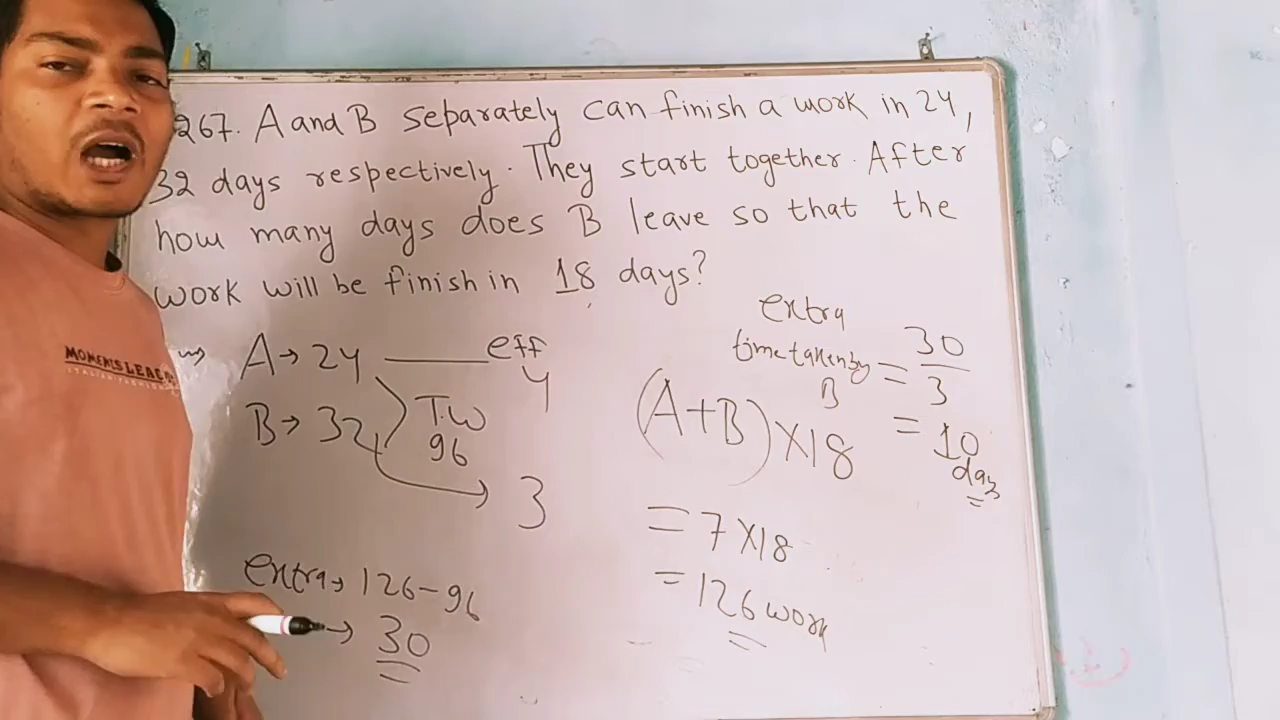 267. A and B separately can finish a work in 24,
32 days respectively. They start together. After
how many days does B leave so that the
work will be finish in 18 days?
A→24 eff
4
B→32 T.W
96
3
extra→126-96
→30
extra
time taken by
B
= 30/3
= 10
days
(A+B)×18
= 7×18
= 126 work
MOMENTS LEA